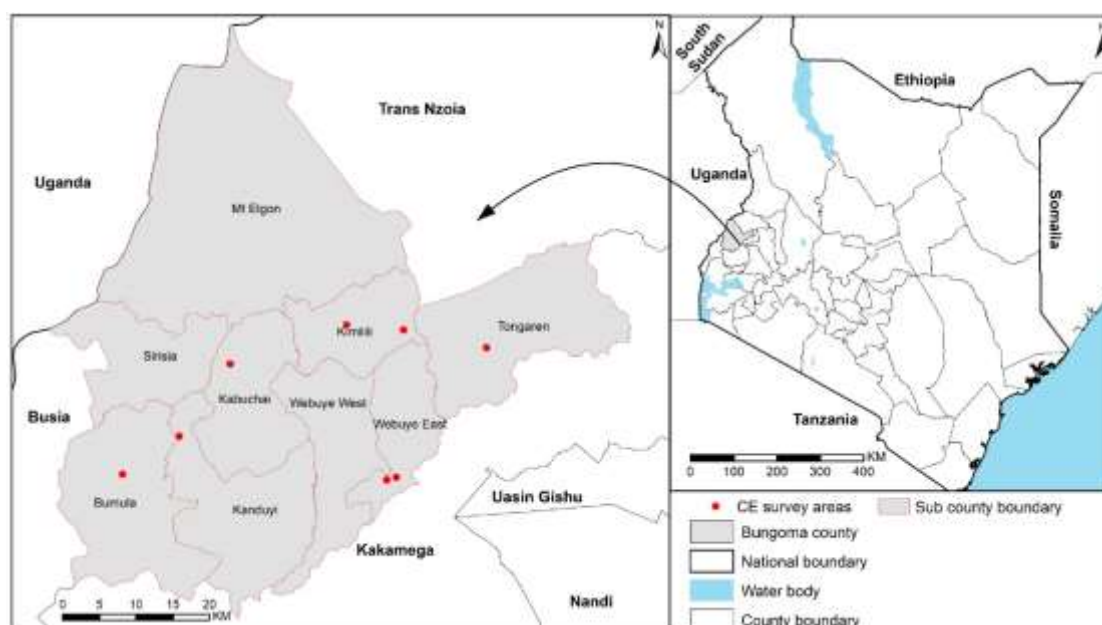 N
Trans Nzoia
Uganda
Mt Elgon
Kimilili
Tongaren
Sirisia
Kabuchai
Webuye West
Busia
Webuye East
Bumula
Kanduyi
Uasin Gishu
Kakamega
Nandi
0 5 10 15 20
KM
N
South
Sudan
Ethiopia
Uganda
Somalia
Tanzania
KM
0 100 200 300 400
CE survey areas
Sub county boundary
Bungoma county
National boundary
Water body
County boundary